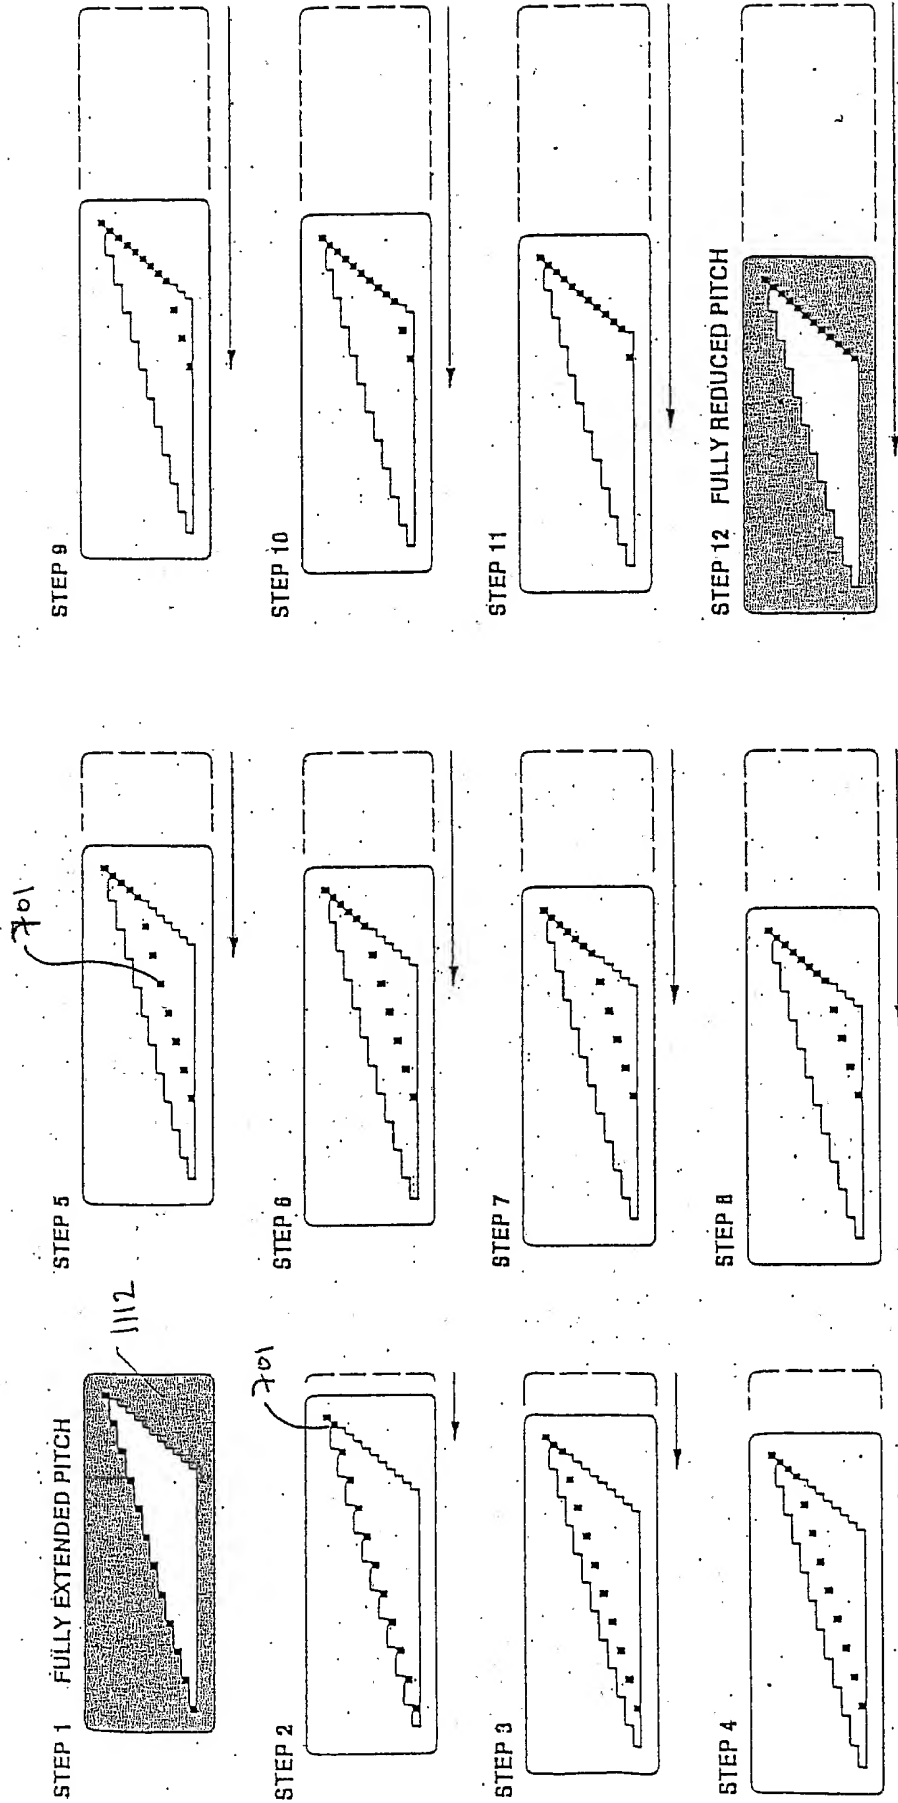 STEP 1 FULLY EXTENDED PITCH
1112
STEP 2
701
STEP 3
STEP 4
STEP 5
701
STEP 6
STEP 7
STEP 8
STEP 9
STEP 10
STEP 11
STEP 12 FULLY REDUCED PITCH